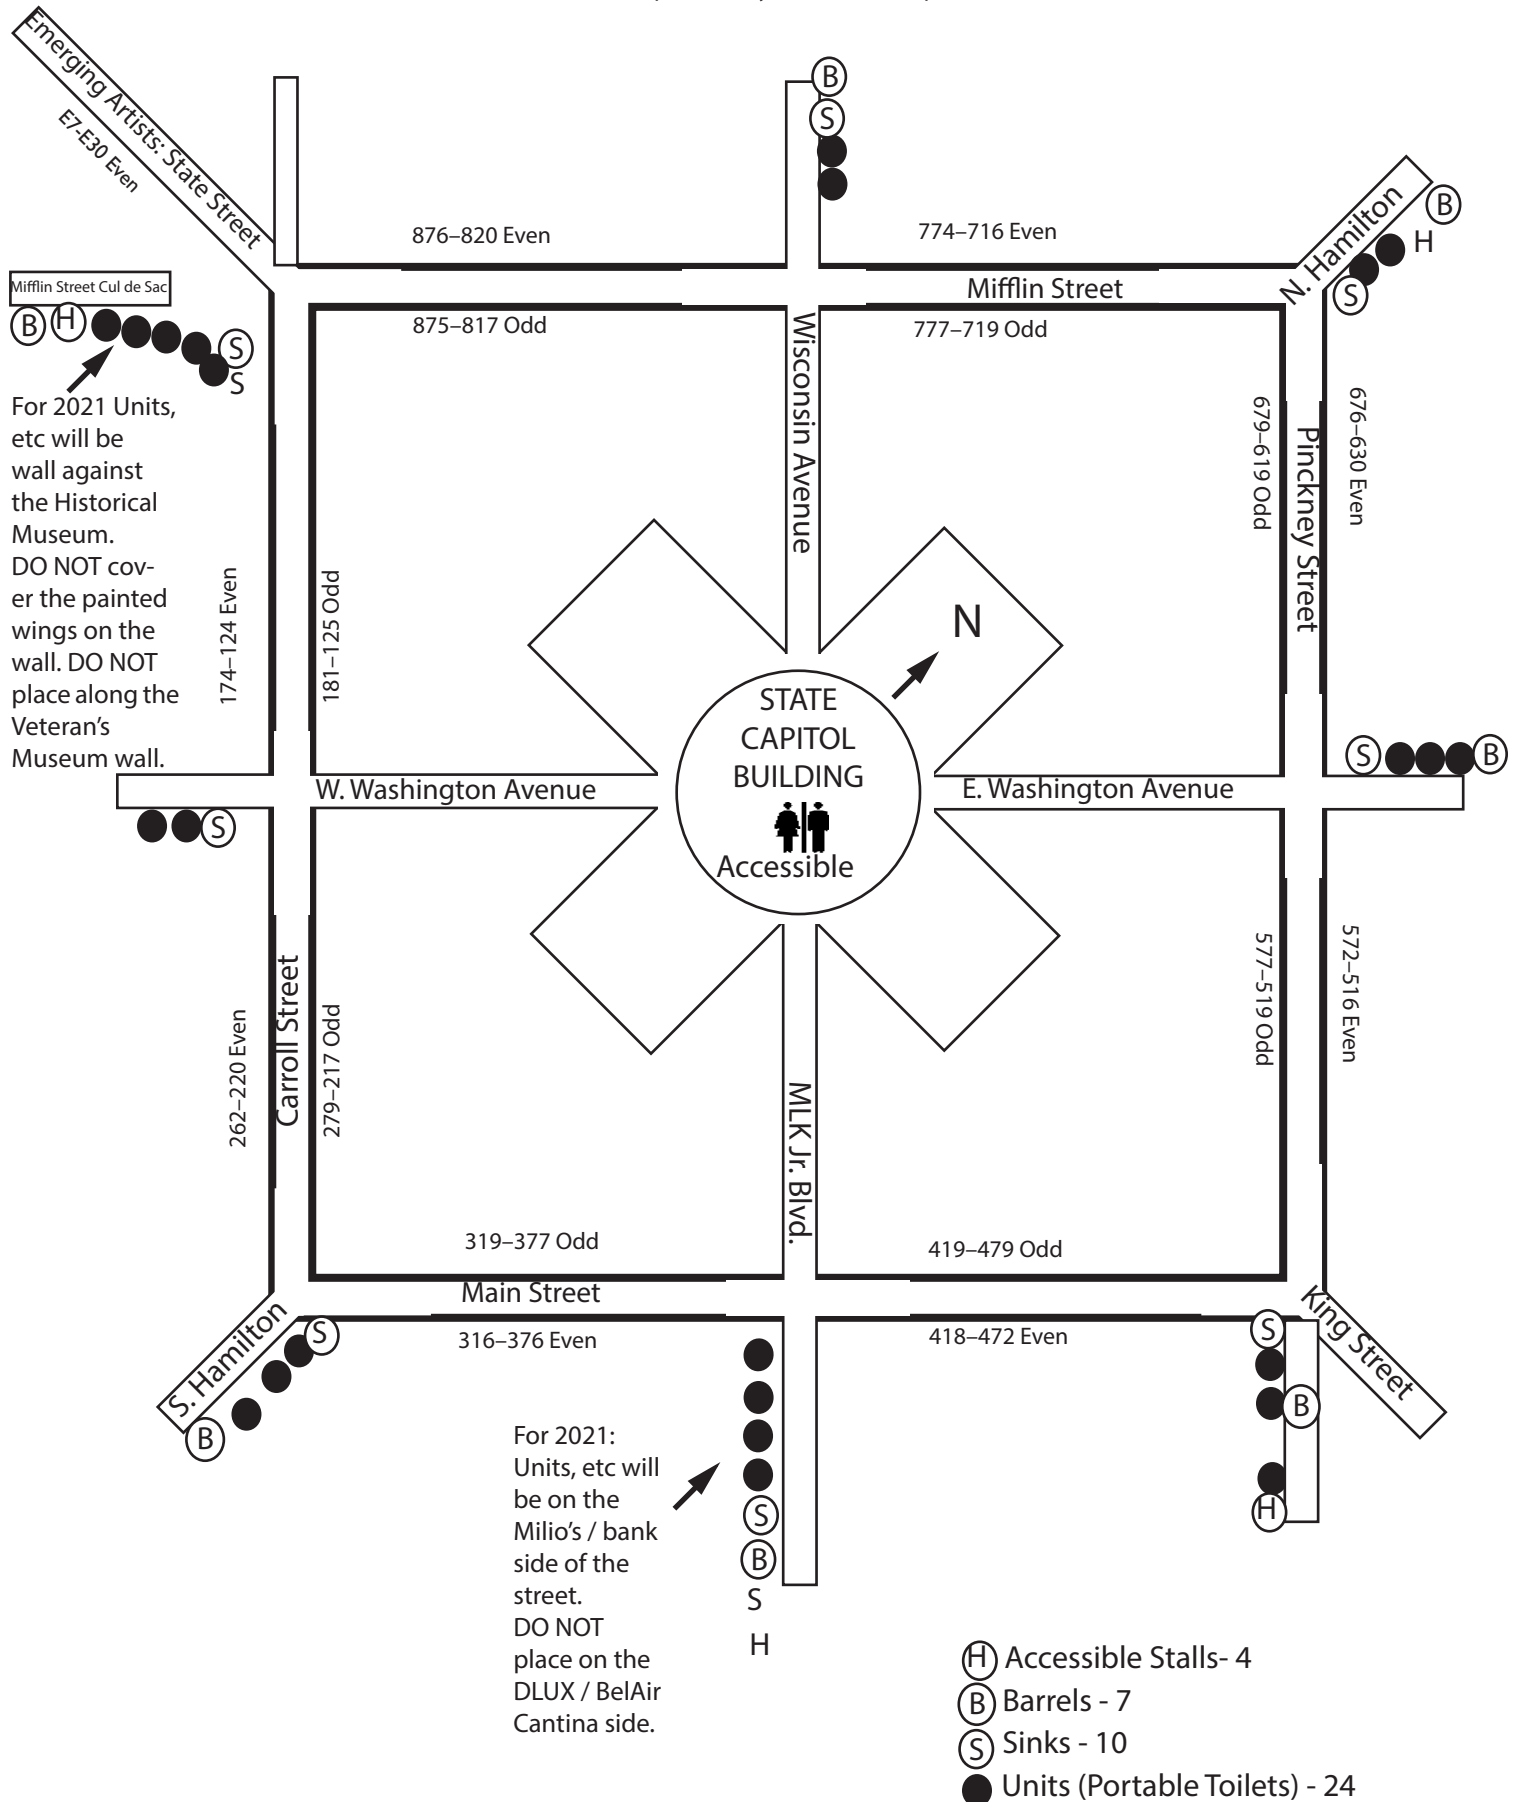 Emerging Artists: State Street
E7-E30 Even
B
S
876–820 Even
774–716 Even
N. Hamilton
B
H
S
Mifflin Street Cul de Sac
B
H
S
S
Mifflin Street
875–817 Odd
777–719 Odd
For 2021 Units,
etc will be
wall against
the Historical
Museum.
DO NOT cov-
er the painted
wings on the
wall. DO NOT
place along the
Veteran's
Museum wall.
174–124 Even
181–125 Odd
Wisconsin Avenue
679–619 Odd
Pinckney Street
676–630 Even
N
STATE
CAPITOL
BUILDING
Accessible
W. Washington Avenue
E. Washington Avenue
S
B
S
262–220 Even
Carroll Street
279–217 Odd
MLK Jr. Blvd.
577–519 Odd
572–516 Even
319–377 Odd
419–479 Odd
Main Street
316–376 Even
418–472 Even
S. Hamilton
S
B
King Street
S
B
H
For 2021:
Units, etc will
be on the
Milio's / bank
side of the
street.
DO NOT
place on the
DLUX / BelAir
Cantina side.
S
B
S
H
H Accessible Stalls- 4
B Barrels - 7
S Sinks - 10
Units (Portable Toilets) - 24